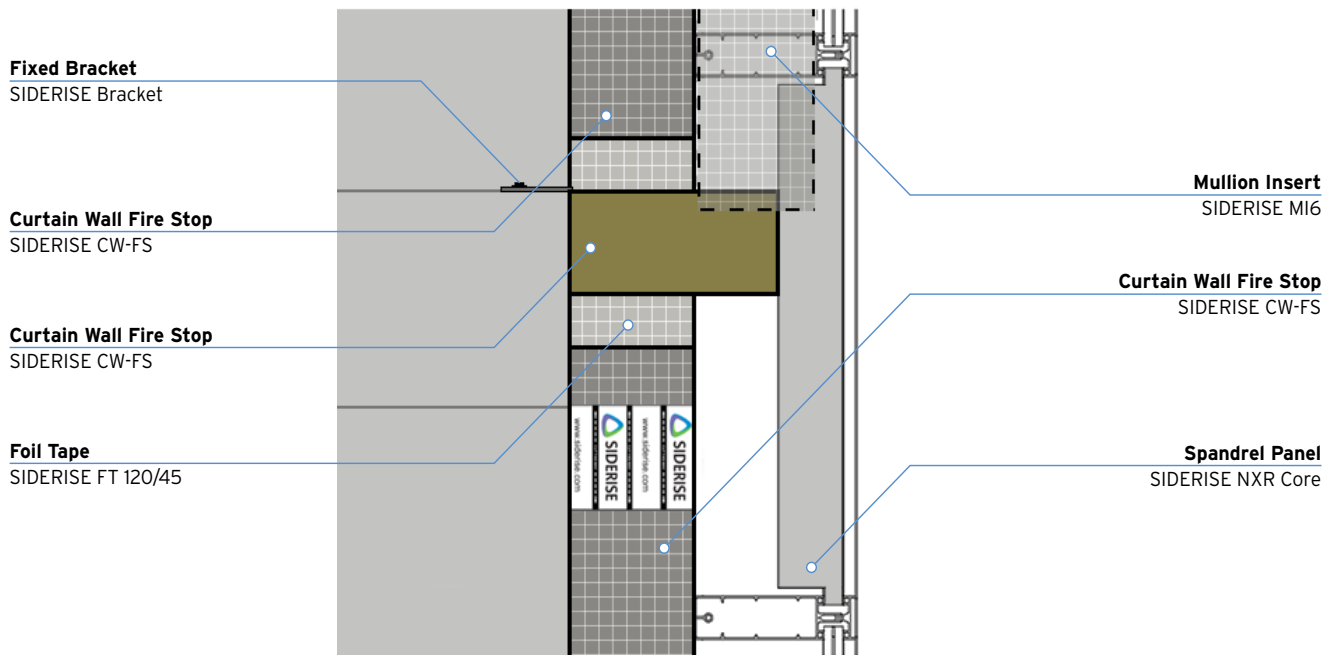 Fixed Bracket
SIDERISE Bracket
Curtain Wall Fire Stop
SIDERISE CW-FS
Curtain Wall Fire Stop
SIDERISE CW-FS
Foil Tape
SIDERISE FT 120/45
Mullion Insert
SIDERISE MI6
Curtain Wall Fire Stop
SIDERISE CW-FS
Spandrel Panel
SIDERISE NXR Core
SIDERISE
www.siderise.com
SIDERISE
www.siderise.com